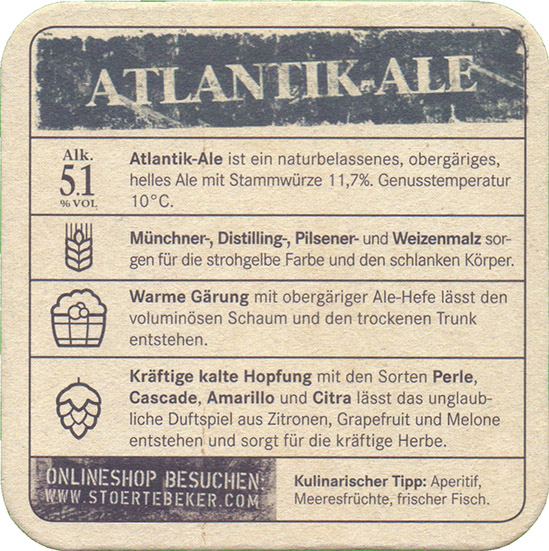 ATLANTIK-ALE
Alk.
5.1
% VOL
Atlantik-Ale ist ein naturbelassenes, obergäriges,
helles Ale mit Stammwürze 11,7%. Genusstemperatur
10°C.
Münchner-, Distilling-, Pilsener- und Weizenmalz sor-
gen für die strohgelbe Farbe und den schlanken Körper.
Warme Gärung mit obergäriger Ale-Hefe lässt den
voluminösen Schaum und den trockenen Trunk
entstehen.
Kräftige kalte Hopfung mit den Sorten Perle,
Cascade, Amarillo und Citra lässt das unglaub-
liche Duftspiel aus Zitronen, Grapefruit und Melone
entstehen und sorgt für die kräftige Herbe.
ONLINESHOP BESUCHEN
WWW.STOERTEBEKER.COM
Kulinarischer Tipp: Aperitif,
Meeresfrüchte, frischer Fisch.